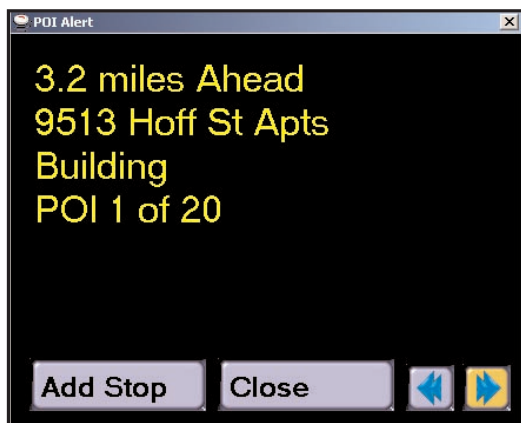 POI Alert
3.2 miles Ahead
9513 Hoff St Apts
Building
POI 1 of 20
Add Stop
Close